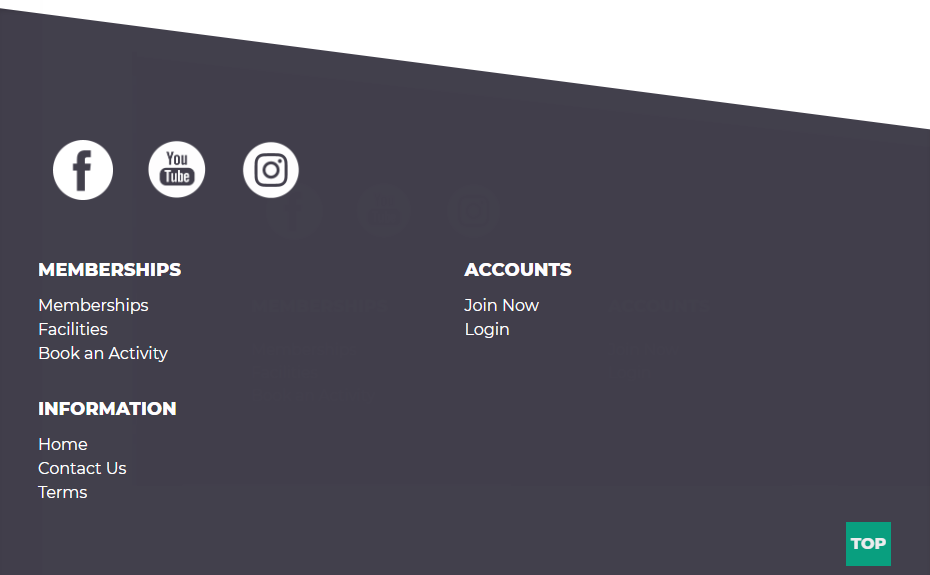 f
You
Tube
MEMBERSHIPS
Memberships
Facilities
Book an Activity
ACCOUNTS
Join Now
Login
INFORMATION
Home
Contact Us
Terms
TOP